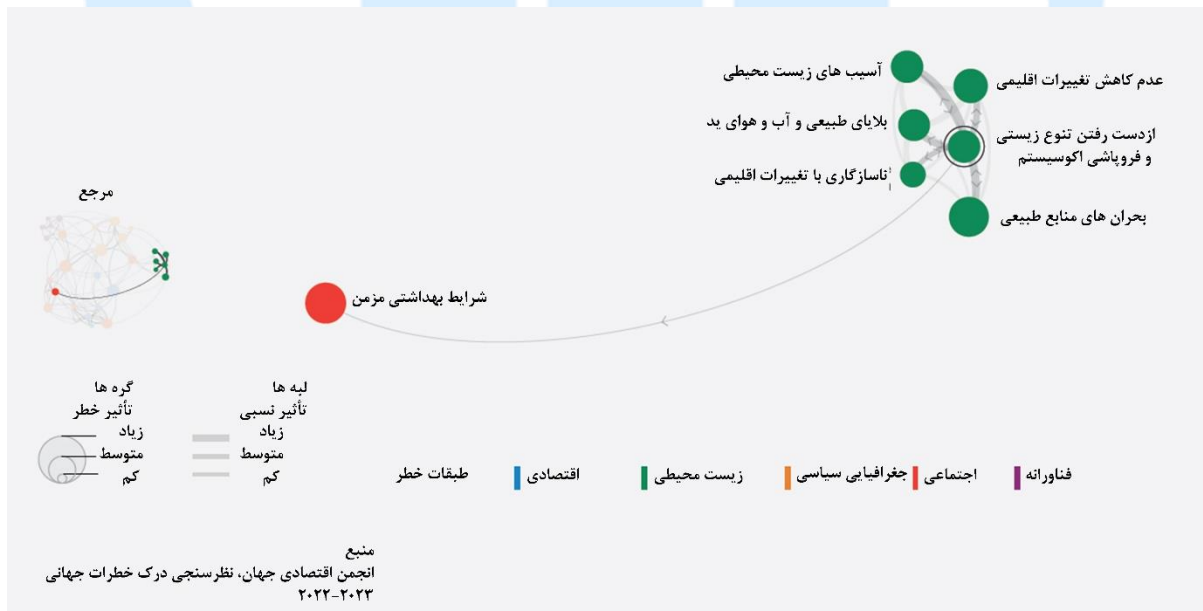 آسیب های زیست محیطی
عدم کاهش تغییرات اقلیمی
بلایای طبیعی و آب و هوای ید
ازدست رفتن تنوع زیستی
و فروپاشی اکوسیستم
ناسازگاری با تغییرات اقلیمی
بحران های منابع طبیعی
مرجع
شرایط بهداشتی مزمن
گره ها
تأثیر خطر
زیاد
متوسط
کم
لبه ها
تأثیر نسبی
زیاد
متوسط
کم
طبقات خطر
اقتصادی
زیست محیطی
جغرافیایی سیاسی
اجتماعی
فناورانه
منبع
انجمن اقتصادی جهان، نظرسنجی درک خطرات جهانی
۲۰۲۲-۲۰۲۳